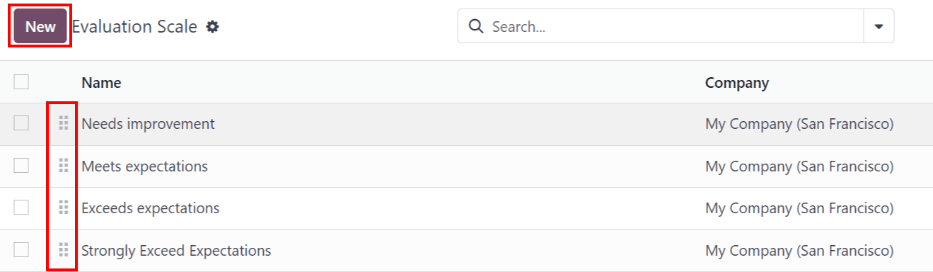 New Evaluation Scale Search...
Name Company
Needs improvement My Company (San Francisco)
Meets expectations My Company (San Francisco)
Exceeds expectations My Company (San Francisco)
Strongly Exceed Expectations My Company (San Francisco)